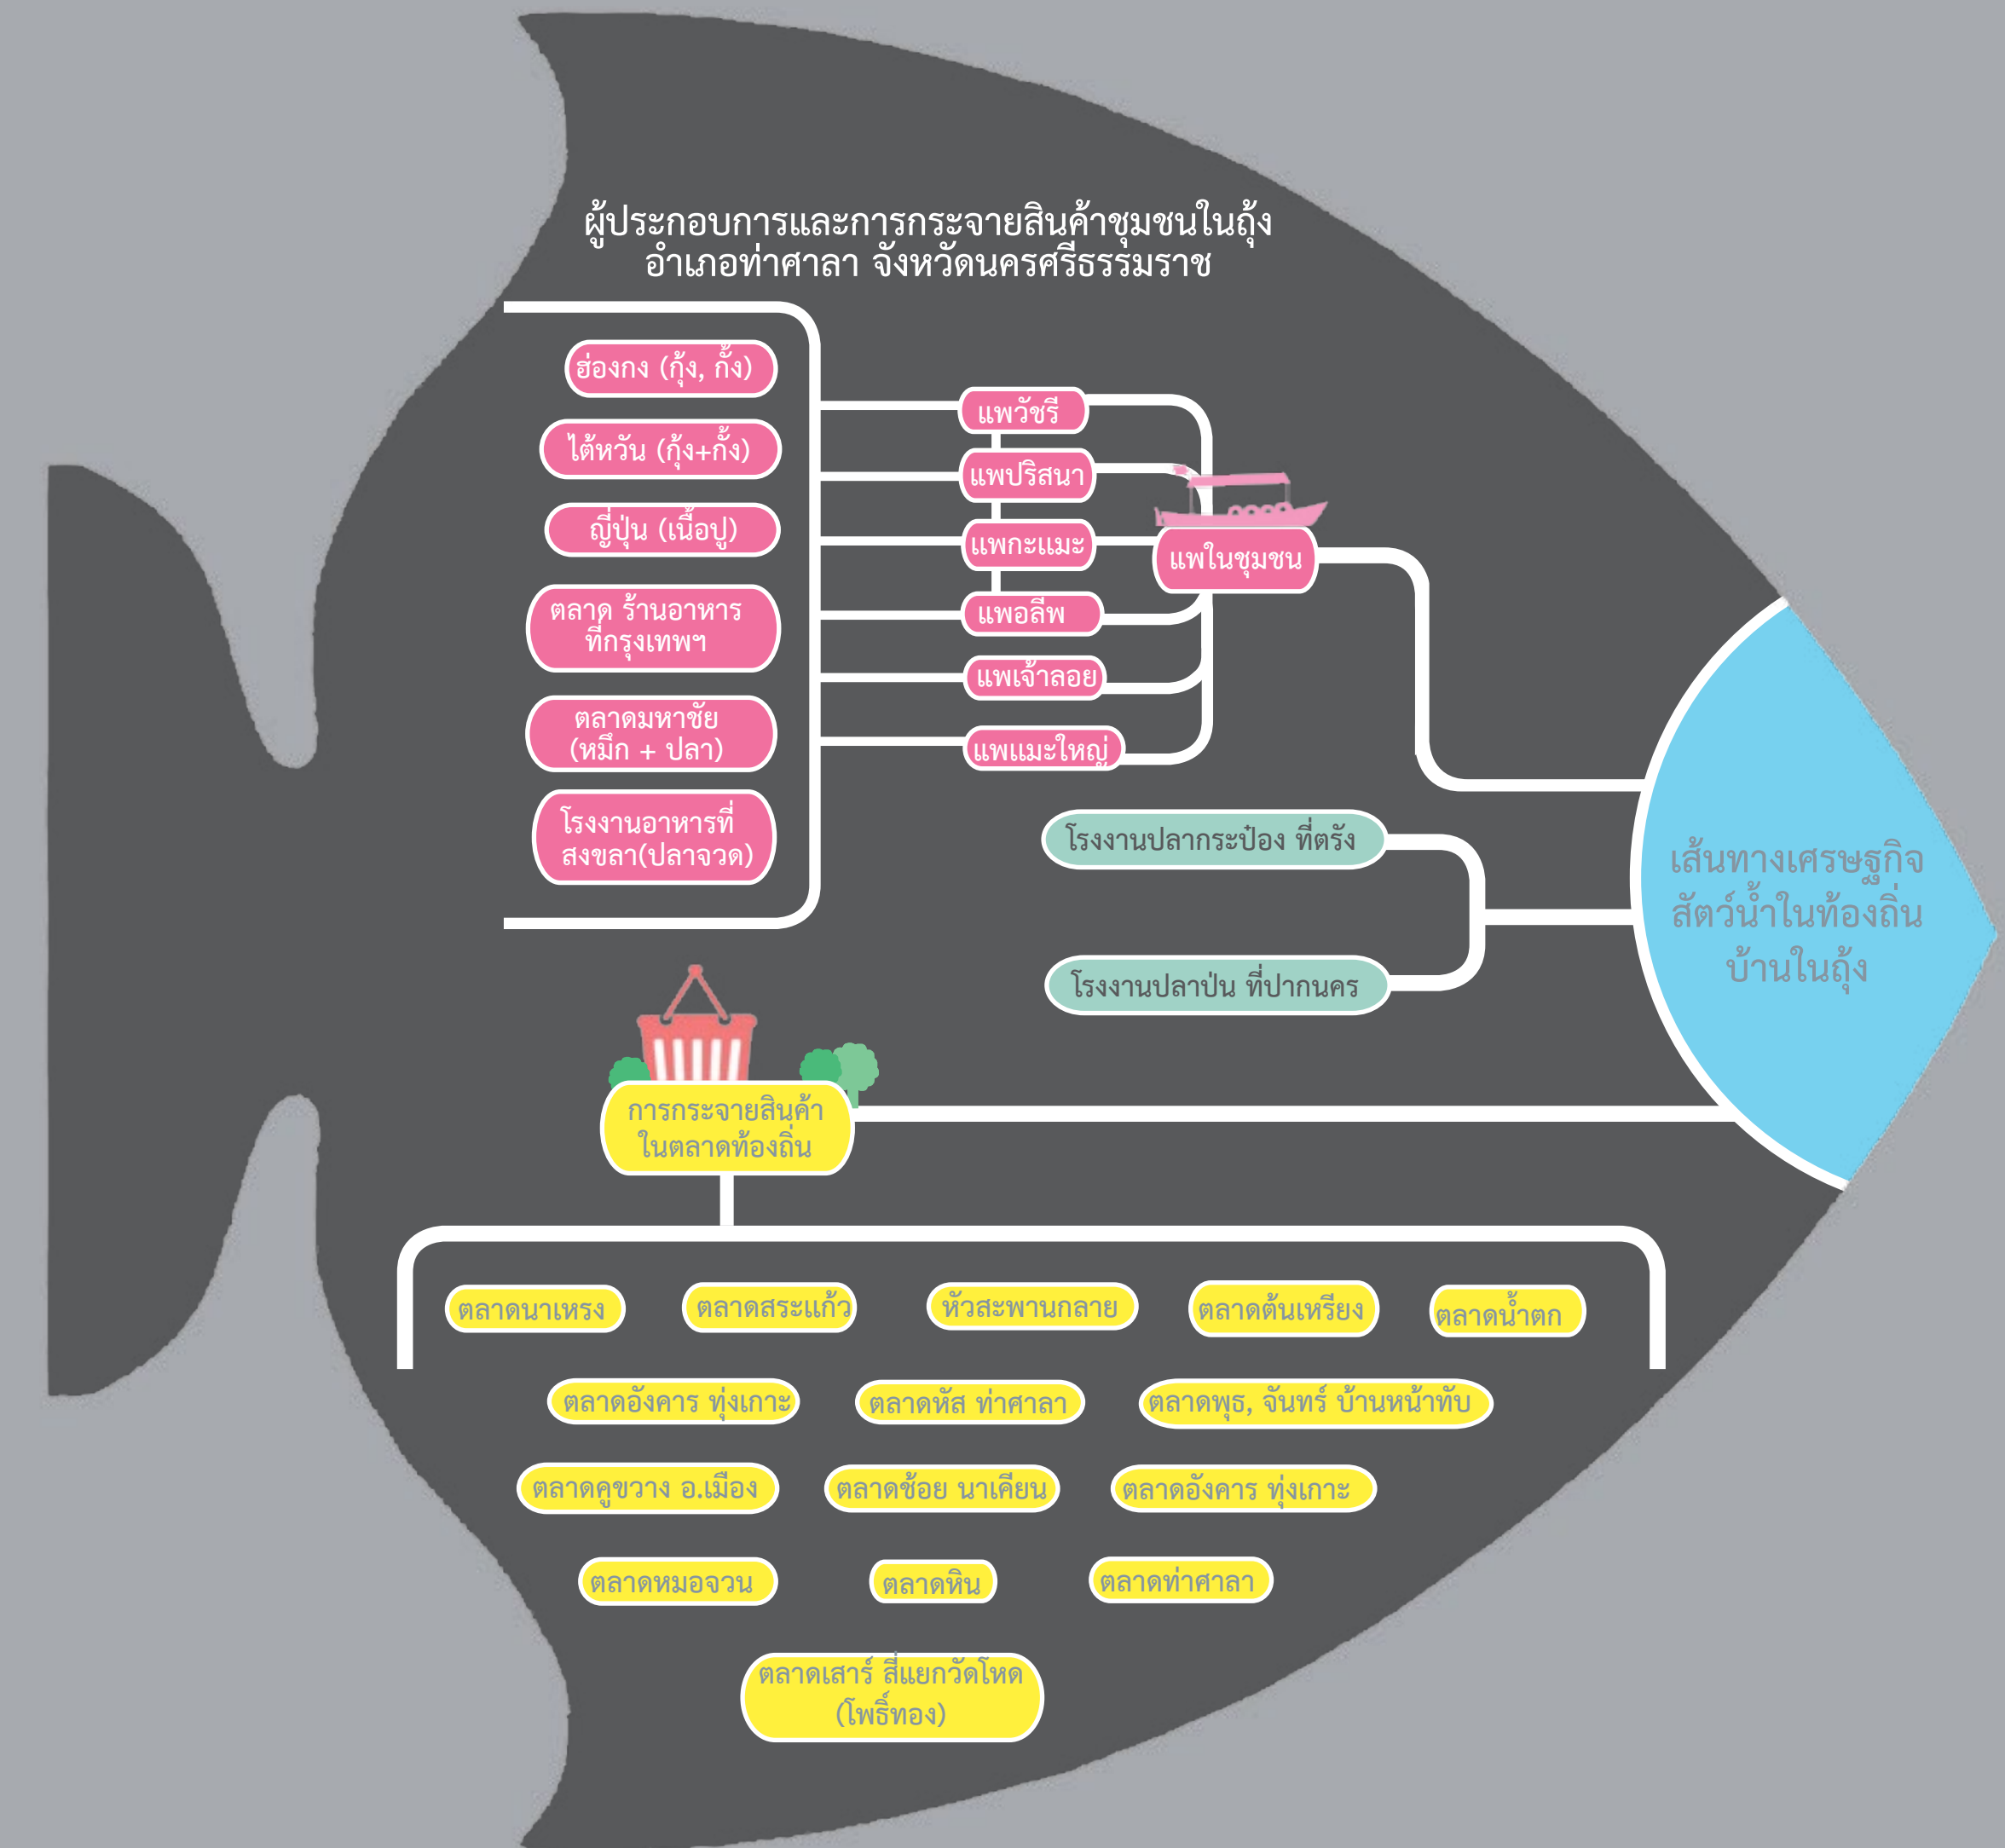 ผู้ประกอบการและการกระจายสินค้าชุมชนในถุ้ง
อำเภอท่าศาลา จังหวัดนครศรีธรรมราช
ฮ่องกง (กุ้ง, กั้ง)
ไต้หวัน (กุ้ง+กั้ง)
ญี่ปุ่น (เนื้อปู)
ตลาด ร้านอาหาร
ที่กรุงเทพฯ
ตลาดมหาชัย
(หมึก + ปลา)
โรงงานอาหารที่
สงขลา(ปลาจวด)
แพวัชรี
แพปริสนา
แพกะแมะ
แพอลีพ
แพเจ้าลอย
แพแมะใหญ่
แพในชุมชน
โรงงานปลากระป๋อง ที่ตรัง
โรงงานปลาป่น ที่ปากนคร
เส้นทางเศรษฐกิจ
สัตว์น้ำในท้องถิ่น
บ้านในถุ้ง
การกระจายสินค้า
ในตลาดท้องถิ่น
ตลาดนาเหรง
ตลาดสระแก้ว
หัวสะพานกลาย
ตลาดต้นเหรียง
ตลาดน้ำตก
ตลาดอังคาร ทุ่งเกาะ
ตลาดหัส ท่าศาลา
ตลาดพุธ, จันทร์ บ้านหน้าทับ
ตลาดคูขวาง อ.เมือง
ตลาดช้อย นาเคียน
ตลาดอังคาร ทุ่งเกาะ
ตลาดหมอจวน
ตลาดหิน
ตลาดท่าศาลา
ตลาดเสาร์ สี่แยกวัดโหด
(โพธิ์ทอง)